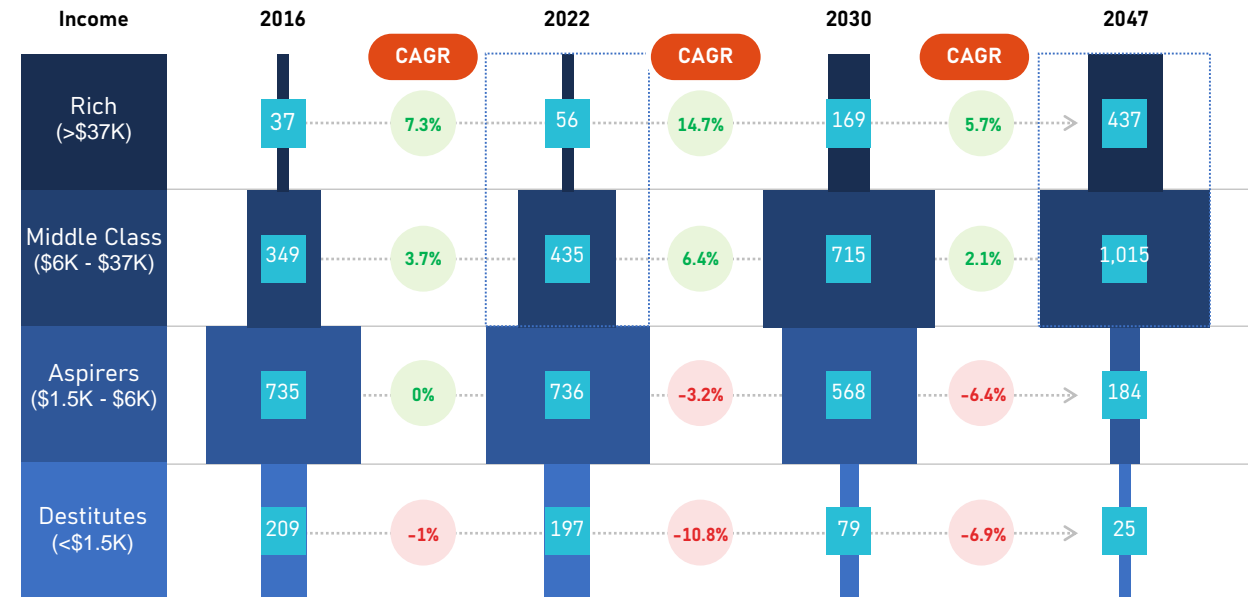 Income 2016 2022 2030 2047
CAGR CAGR CAGR
Rich
(>$37K)
37 7.3% 56 14.7% 169 5.7% 437
Middle Class
($6K - $37K)
349 3.7% 435 6.4% 715 2.1% 1,015
Aspirers
($1.5K - $6K)
735 0% 736 -3.2% 568 -6.4% 184
Destitutes
(<$1.5K)
209 -1% 197 -10.8% 79 -6.9% 25